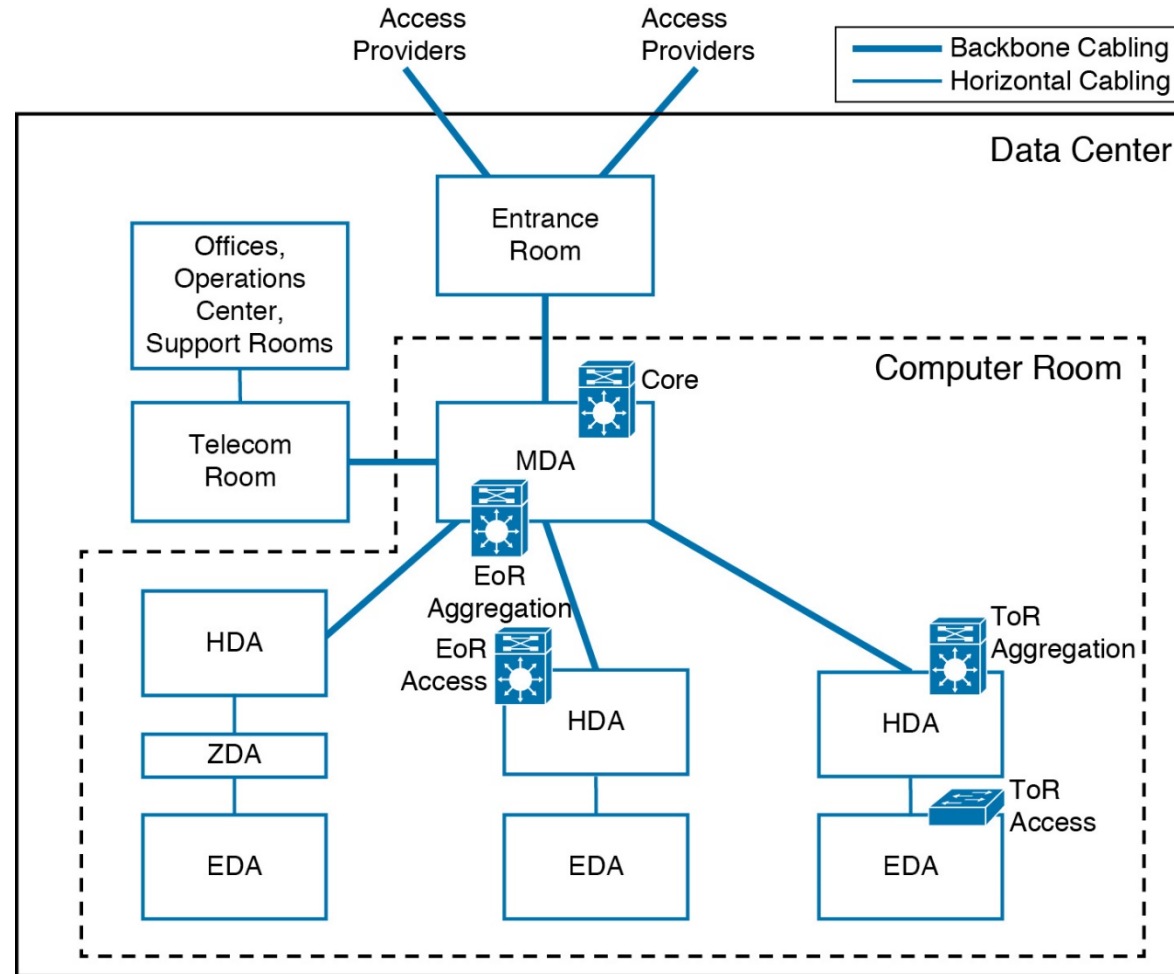 Access
Providers
Access
Providers
Backbone Cabling
Horizontal Cabling
Data Center
Entrance
Room
Offices,
Operations
Center,
Support Rooms
Computer Room
Core
Telecom
Room
MDA
EoR
Aggregation
HDA
EoR
Access
HDA
ToR
Aggregation
HDA
ZDA
ToR
Access
EDA
EDA
EDA